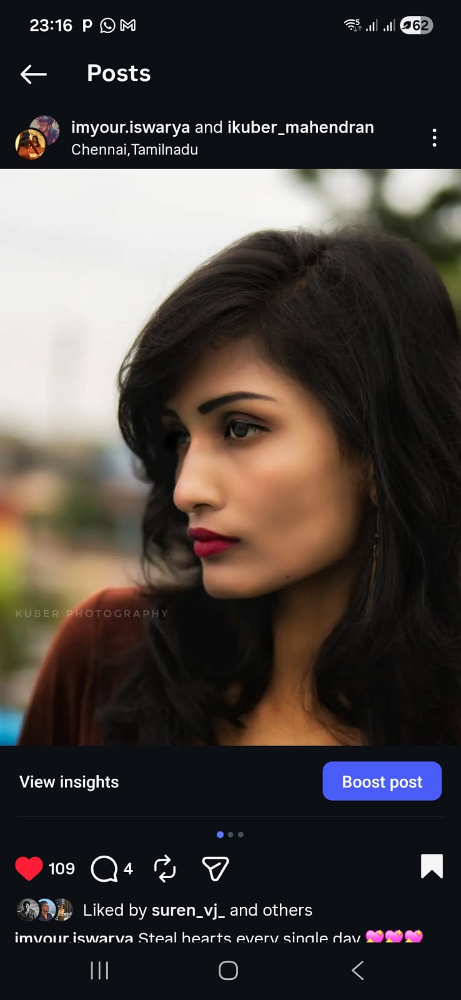 23:16 P
5 62
Posts
imyour.iswarya and ikuber_mahendran
Chennai,Tamilnadu
KUBER PHOTOGRAPHY
View insights
Boost post
109 4
Liked by suren_vj_ and others
imyour.iswarya Steal hearts every single day 💖💖💖